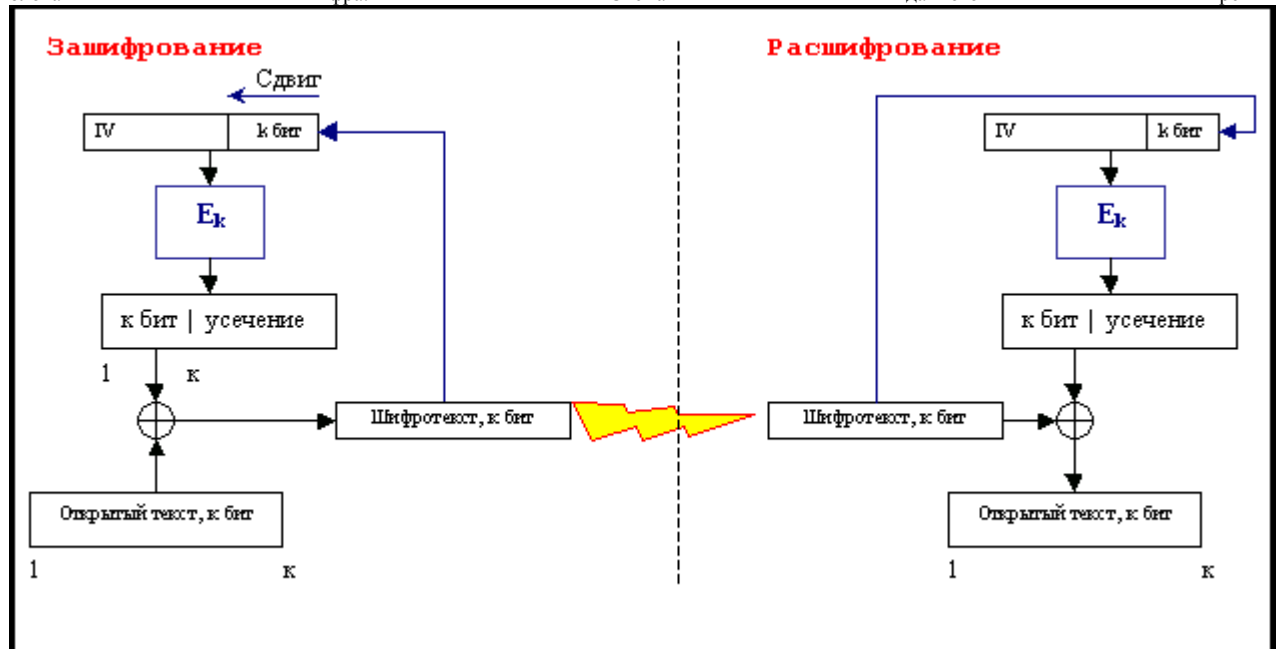 Зашифрование
Сдвиг
IV
k бит
Ek
к бит | усечение
1 к
Шифротекст, к бит
Открытый текст, к бит
1 к
Расшифрование
IV
k бит
Ek
к бит | усечение
Шифротекст, к бит
Открытый текст, к бит
1 к